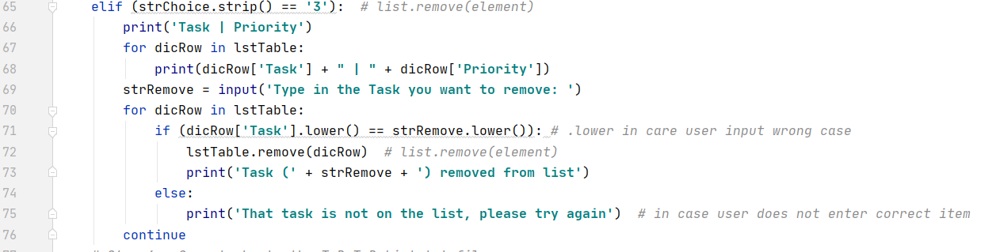 65 elif (strChoice.strip() == '3'):  # list.remove(element)
66 print('Task | Priority')
67 for dicRow in lstTable:
68 print(dicRow['Task'] + " | " + dicRow['Priority'])
69 strRemove = input('Type in the Task you want to remove: ')
70 for dicRow in lstTable:
71 if (dicRow['Task'].lower() == strRemove.lower()): # .lower in care user input wrong case
72 lstTable.remove(dicRow)  # list.remove(element)
73 print('Task (' + strRemove + ') removed from list')
74 else:
75 print('That task is not on the list, please try again')  # in case user does not enter correct item
76 continue